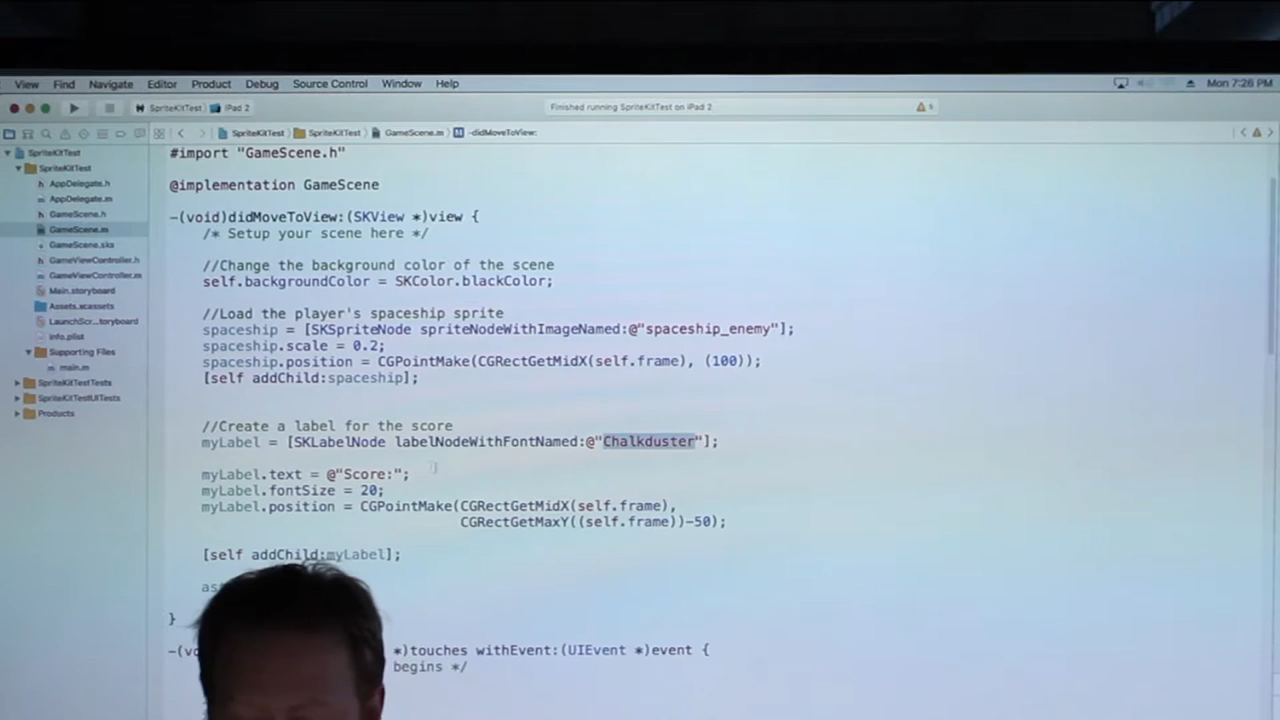 View Find Navigate Editor Product Debug Source Control Window Help Mon 7:26 PM
SpriteKitTest iPad 2 Finished running SpriteKitTest on iPad 2
SpriteKitTest SpriteKitTest GameScene.m M -didMoveToView:
SpriteKitTest
SpriteKitTest
AppDelegate.h
AppDelegate.m
GameScene.h
GameScene.m
GameScene.sks
GameViewController.h
GameViewController.m
Main.storyboard
Assets.xcassets
LaunchScr...toryboard
Info.plist
Supporting Files
main.m
SpriteKitTestTests
SpriteKitTestUITests
Products
#import "GameScene.h"
@implementation GameScene
-(void)didMoveToView:(SKView *)view {
/* Setup your scene here */
//Change the background color of the scene
self.backgroundColor = SKColor.blackColor;
//Load the player's spaceship sprite
spaceship = [SKSpriteNode spriteNodeWithImageNamed:@"spaceship_enemy"];
spaceship.scale = 0.2;
spaceship.position = CGPointMake(CGRectGetMidX(self.frame), (100));
[self addChild:spaceship];
//Create a label for the score
myLabel = [SKLabelNode labelNodeWithFontNamed:@"Chalkduster"];
myLabel.text = @"Score:";
myLabel.fontSize = 20;
myLabel.position = CGPointMake(CGRectGetMidX(self.frame),
CGRectGetMaxY((self.frame))-50);
[self addChild:myLabel];
}
*)touches withEvent:(UIEvent *)event {
begins */